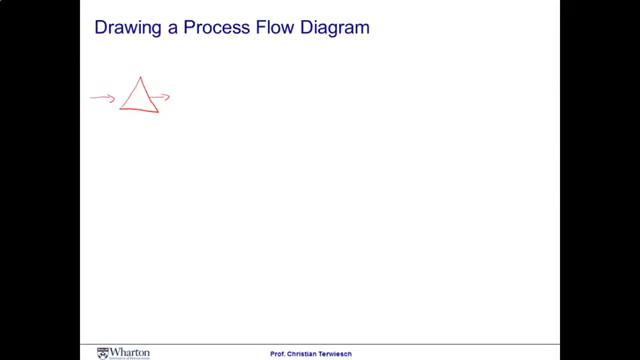 Drawing a Process Flow Diagram
Wharton
Prof. Christian Terwiesch